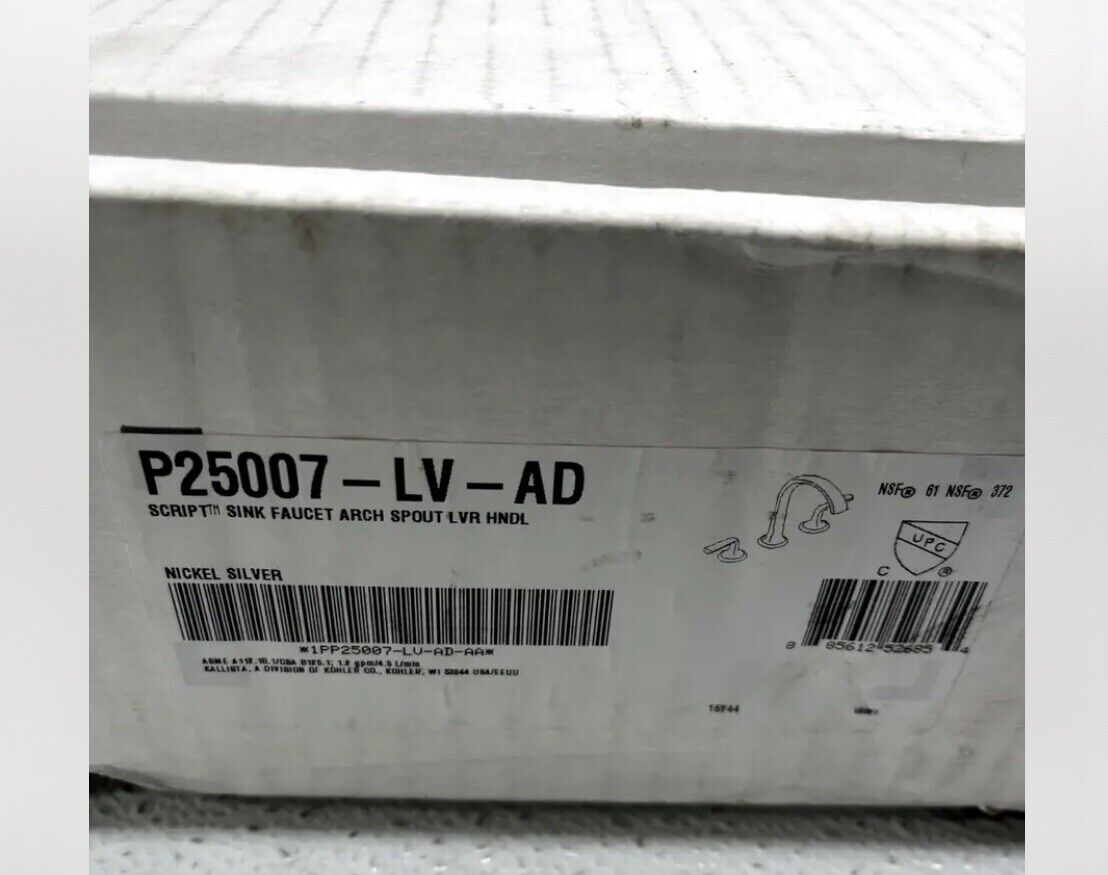 P25007-LV-AD
SCRIPT™ SINK FAUCET ARCH SPOUT LVR HNDL
NSF® 61 NSF® 372
UPC
C ®
NICKEL SILVER
*1PP25007-LV-AD-AA*
8 85612 52685 4
ASME A112.18.1/CSA B125.1; 1.2 gpm/4.5 L/min
KALLISTA, A DIVISION OF KOHLER CO., KOHLER, WI 53044 USA/EEUU